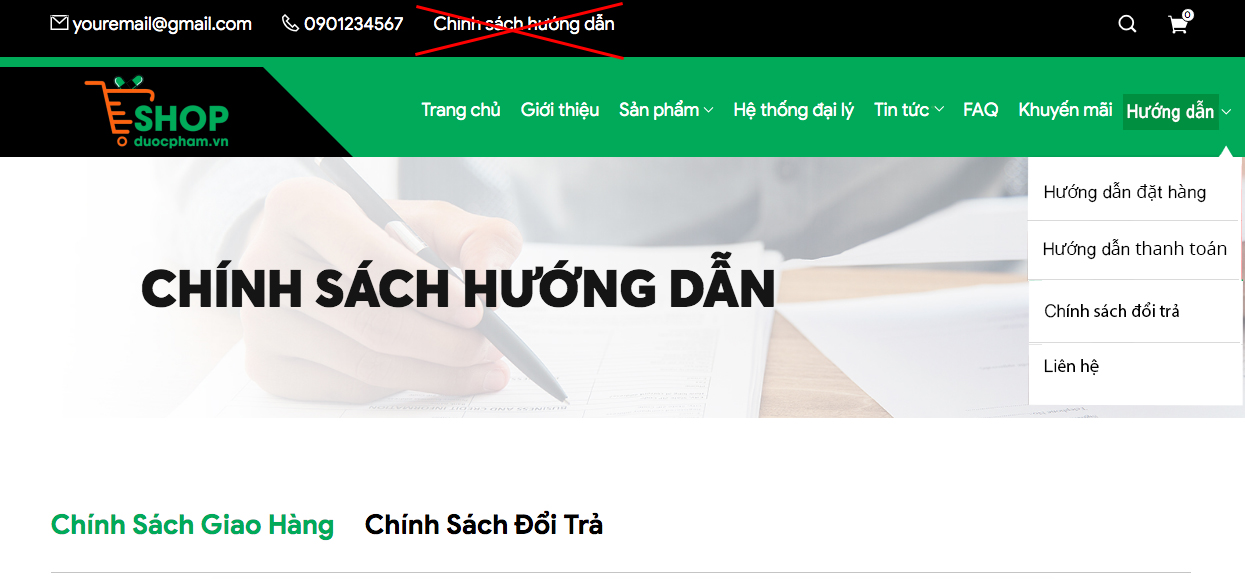 youremail@gmail.com 0901234567 Chính sách hướng dẫn 0
SHOP
duocpham.vn
Trang chủ Giới thiệu Sản phẩm Hệ thống đại lý Tin tức FAQ Khuyến mãi Hướng dẫn
Hướng dẫn đặt hàng
Hướng dẫn thanh toán
Chính sách đổi trả
Liên hệ
CHÍNH SÁCH HƯỚNG DẪN
Chính Sách Giao Hàng Chính Sách Đổi Trả